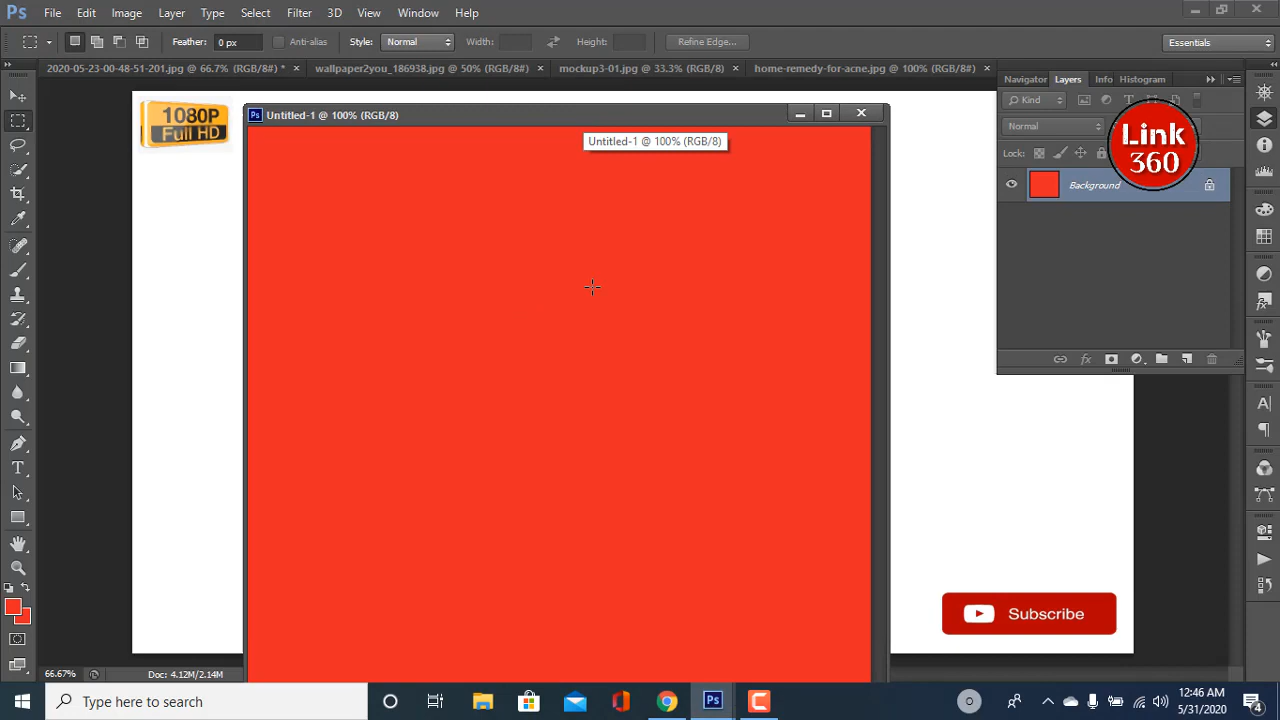 Ps File Edit Image Layer Type Select Filter 3D View Window Help
Feather: 0 px Anti-alias Style: Normal Width: Height: Refine Edge... Essentials
2020-05-23-00-48-51-201.jpg @ 66.7% (RGB/8#) * × wallpaper2you_186938.jpg @ 50% (RGB/8#) × mockup3-01.jpg @ 33.3% (RGB/8) × home-remedy-for-acne.jpg @ 100% (RGB/8#) ×
Navigator Layers Info Histogram
1080P
Full HD
Ps Untitled-1 @ 100% (RGB/8)
Untitled-1 @ 100% (RGB/8)
Kind
Normal
Lock:
Link
360
Background
Subscribe
66.67% Doc: 4.12M/2.14M
Type here to search
Ps
12:46 AM
5/31/2020
4